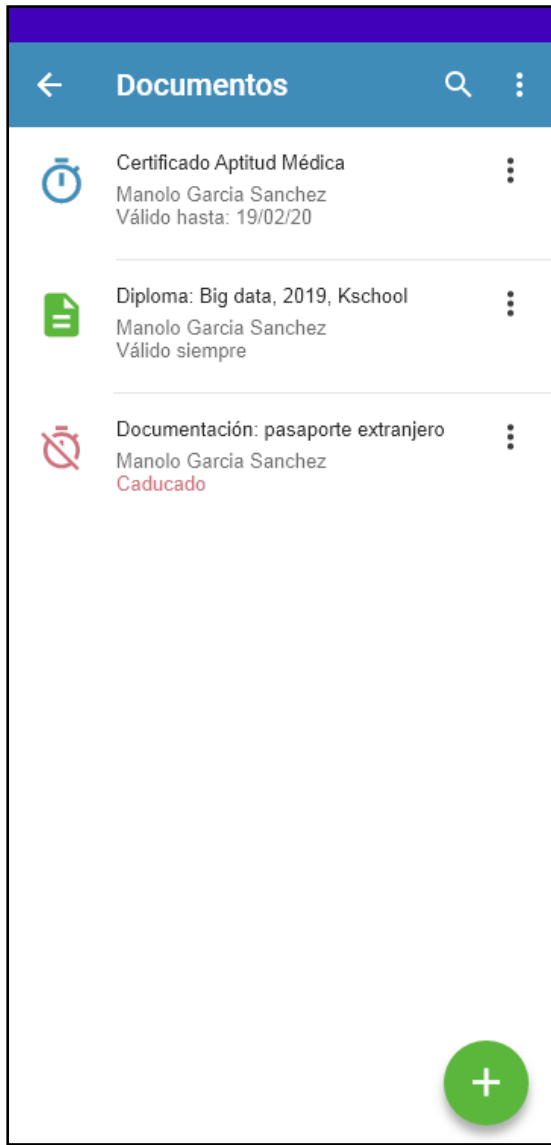 Documentos
Certificado Aptitud Médica
Manolo Garcia Sanchez
Válido hasta: 19/02/20
Diploma: Big data, 2019, Kschool
Manolo Garcia Sanchez
Válido siempre
Documentación: pasaporte extranjero
Manolo Garcia Sanchez
Caducado